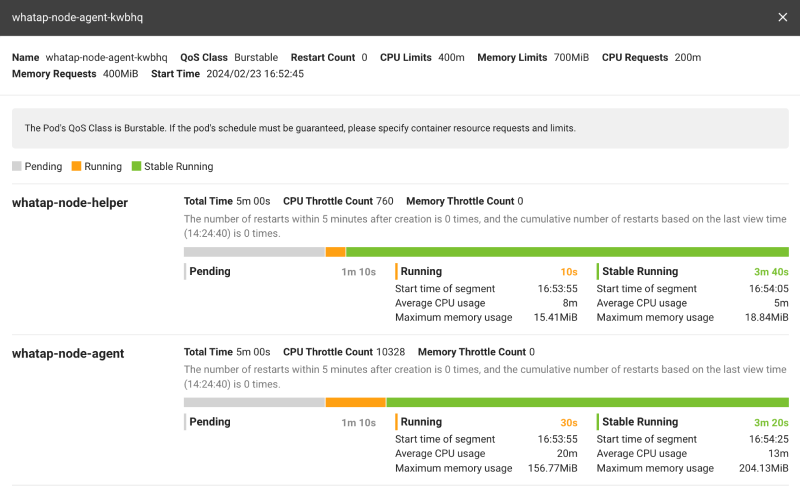 whatap-node-agent-kwbhq
Name whatap-node-agent-kwbhq QoS Class Burstable Restart Count 0 CPU Limits 400m Memory Limits 700MiB CPU Requests 200m
Memory Requests 400MiB Start Time 2024/02/23 16:52:45
The Pod's QoS Class is Burstable. If the pod's schedule must be guaranteed, please specify container resource requests and limits.
Pending Running Stable Running
whatap-node-helper
Total Time 5m 00s CPU Throttle Count 760 Memory Throttle Count 0
The number of restarts within 5 minutes after creation is 0 times, and the cumulative number of restarts based on the last view time
(14:24:40) is 0 times.
Pending 1m 10s
Running 10s
Start time of segment 16:53:55
Average CPU usage 8m
Maximum memory usage 15.41MiB
Stable Running 3m 40s
Start time of segment 16:54:05
Average CPU usage 5m
Maximum memory usage 18.84MiB
whatap-node-agent
Total Time 5m 00s CPU Throttle Count 10328 Memory Throttle Count 0
The number of restarts within 5 minutes after creation is 0 times, and the cumulative number of restarts based on the last view time
(14:24:40) is 0 times.
Pending 1m 10s
Running 30s
Start time of segment 16:53:55
Average CPU usage 20m
Maximum memory usage 156.77MiB
Stable Running 3m 20s
Start time of segment 16:54:25
Average CPU usage 13m
Maximum memory usage 204.13MiB